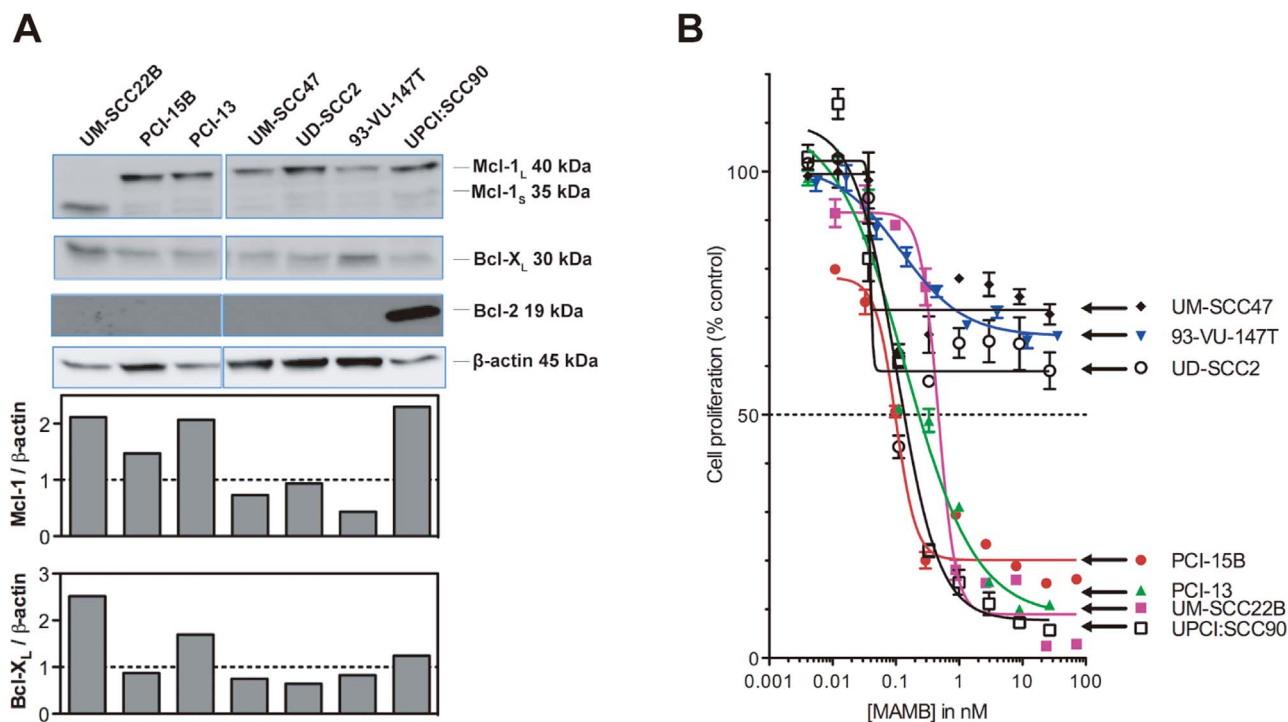 A
UM-SCC22B
PCI-15B
PCI-13
UM-SCC47
UD-SCC2
93-VU-147T
UPCI:SCC90
Mcl-1L 40 kDa
Mcl-1S 35 kDa
Bcl-XL 30 kDa
Bcl-2 19 kDa
β-actin 45 kDa
Mcl-1 / β-actin
2
1
0
Bcl-XL / β-actin
3
2
1
0
B
Cell proliferation (% control)
100
50
0
0.001
0.01
0.1
1
10
100
[MAMB] in nM
UM-SCC47
93-VU-147T
UD-SCC2
PCI-15B
PCI-13
UM-SCC22B
UPCI:SCC90